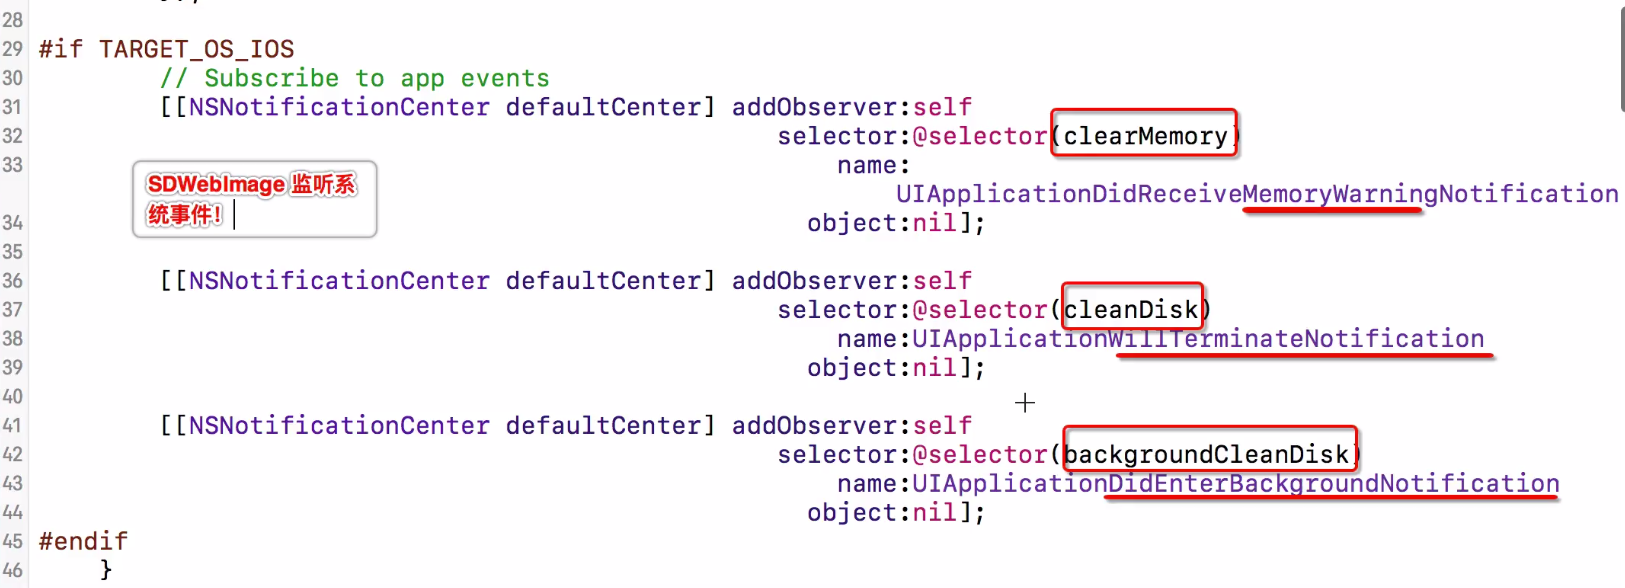 28
29 #if TARGET_OS_IOS
30 // Subscribe to app events
31 [[NSNotificationCenter defaultCenter] addObserver:self
32 selector:@selector(clearMemory)
33 name:
UIApplicationDidReceiveMemoryWarningNotification
SDWebImage 监听系
统事件!
34 object:nil];
35
36 [[NSNotificationCenter defaultCenter] addObserver:self
37 selector:@selector(cleanDisk)
38 name:UIApplicationWillTerminateNotification
39 object:nil];
40
41 [[NSNotificationCenter defaultCenter] addObserver:self
42 selector:@selector(backgroundCleanDisk)
43 name:UIApplicationDidEnterBackgroundNotification
44 object:nil];
45 #endif
46 }